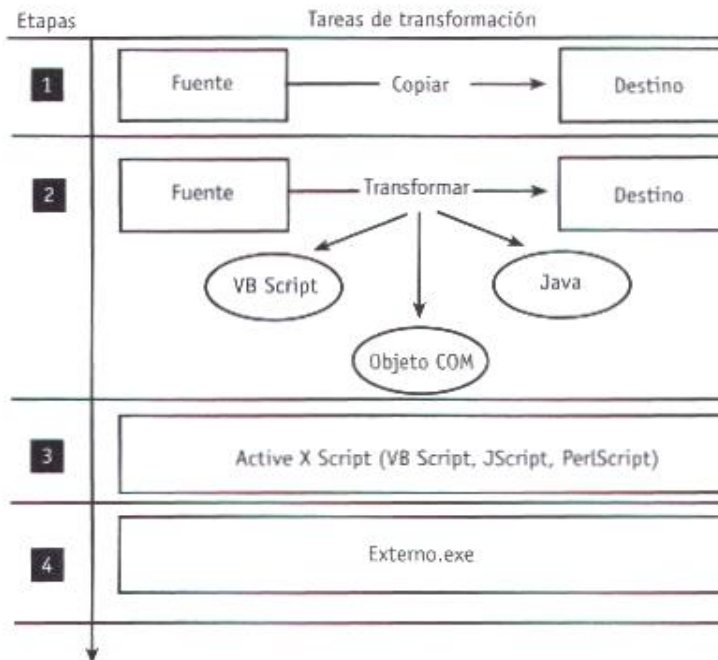 Etapas
Tareas de transformación
1
Fuente
Copiar
Destino
2
Fuente
Transformar
Destino
VB Script
Java
Objeto COM
3
Active X Script (VB Script, JScript, PerlScript)
4
Externo.exe